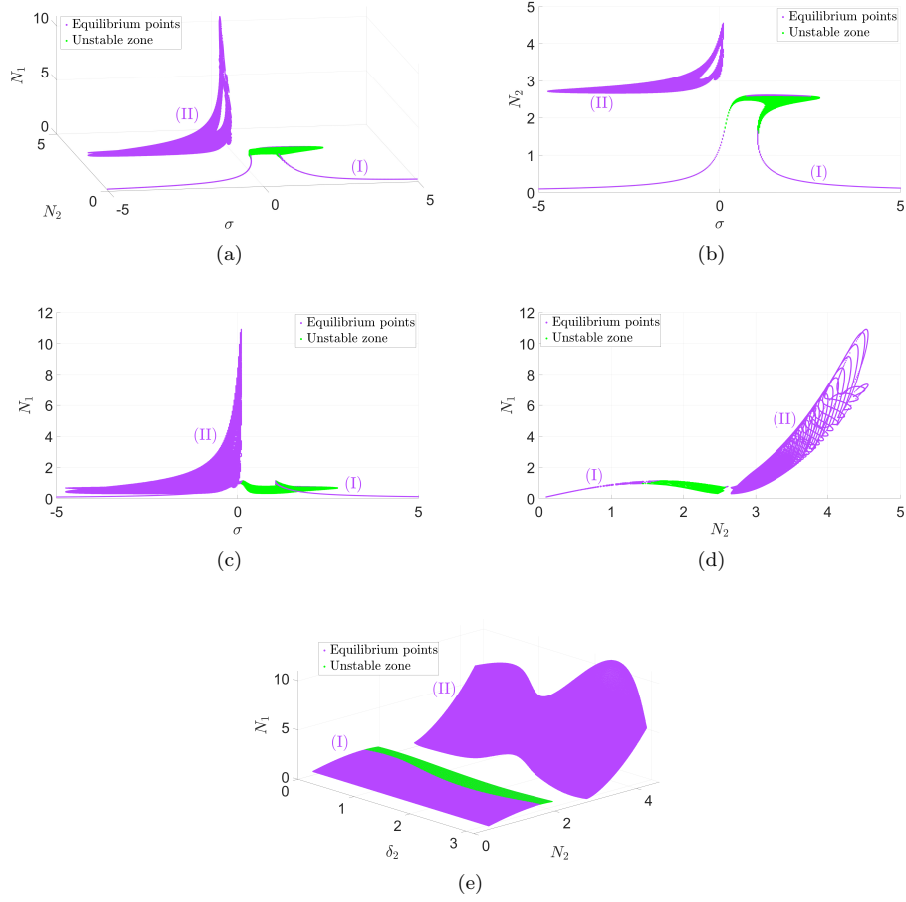 10
5
0
N₁
Equilibrium points
Unstable zone
(II)
(I)
5
0
N₂
-5
0
5
σ
(a)
5
4
3
2
1
0
N₂
Equilibrium points
Unstable zone
(II)
(I)
-5
0
5
σ
(b)
12
10
8
6
4
2
0
N₁
Equilibrium points
Unstable zone
(II)
(I)
-5
0
5
σ
(c)
12
10
8
6
4
2
0
N₁
Equilibrium points
Unstable zone
(II)
(I)
0
1
2
3
4
5
N₂
(d)
Equilibrium points
Unstable zone
(II)
(I)
10
5
0
N₁
0
1
2
3
δ₂
0
2
4
N₂
(e)